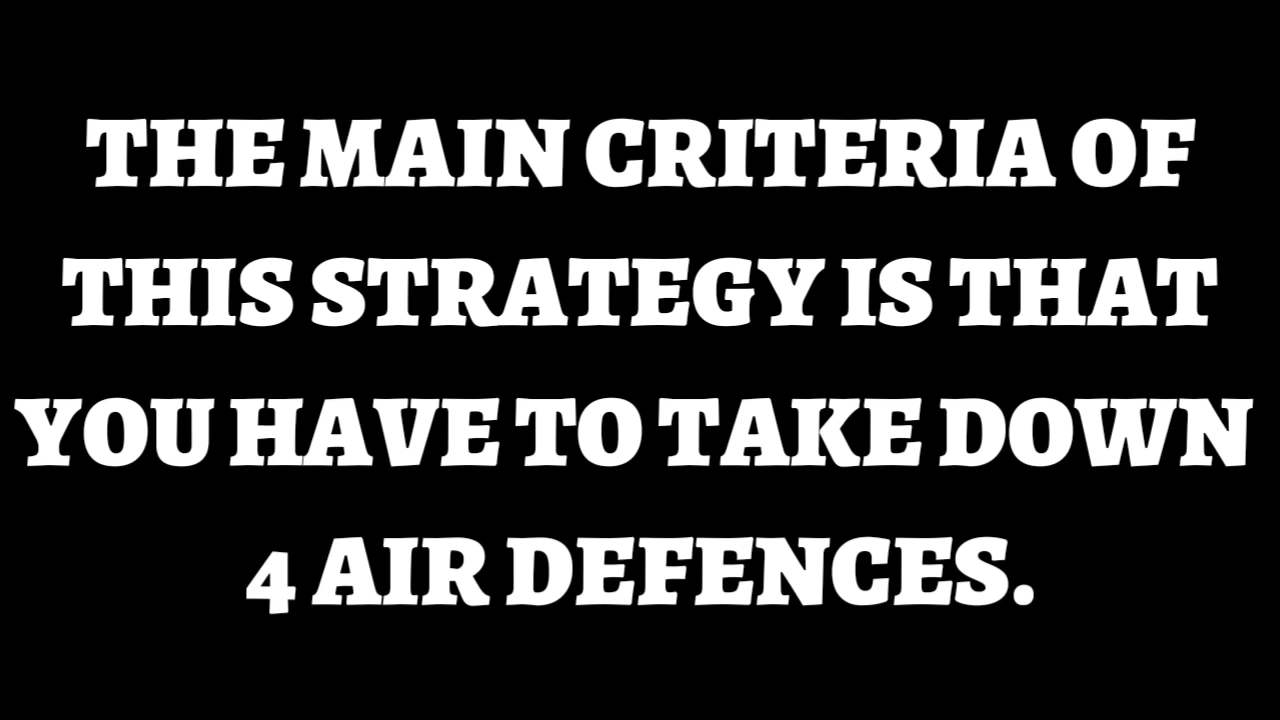 THE MAIN CRITERIA OF
THIS STRATEGY IS THAT
YOU HAVE TO TAKE DOWN
4 AIR DEFENCES.